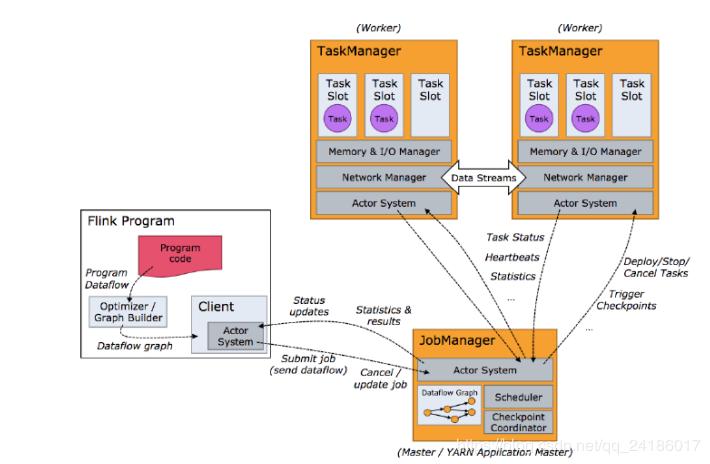 (Worker)
(Worker)
TaskManager
TaskManager
Task
Slot
Task
Slot
Task
Slot
Task
Slot
Task
Slot
Task
Slot
Task
Task
Task
Task
Memory & I/O Manager
Memory & I/O Manager
Network Manager
Data Streams
Network Manager
Actor System
Actor System
Flink Program
Program
code
Program
Dataflow
Optimizer /
Graph Builder
Client
Actor
System
Dataflow graph
Status
updates
Statistics &
results
Submit job
(send dataflow)
Cancel /
update job
Task Status
Heartbeats
Statistics
...
Deploy/Stop/
Cancel Tasks
Trigger
Checkpoints
...
JobManager
Actor System
Dataflow Graph
Scheduler
Checkpoint
Coordinator
(Master / YARN Application Master)
https://blog.csdn.net/qq_24186017